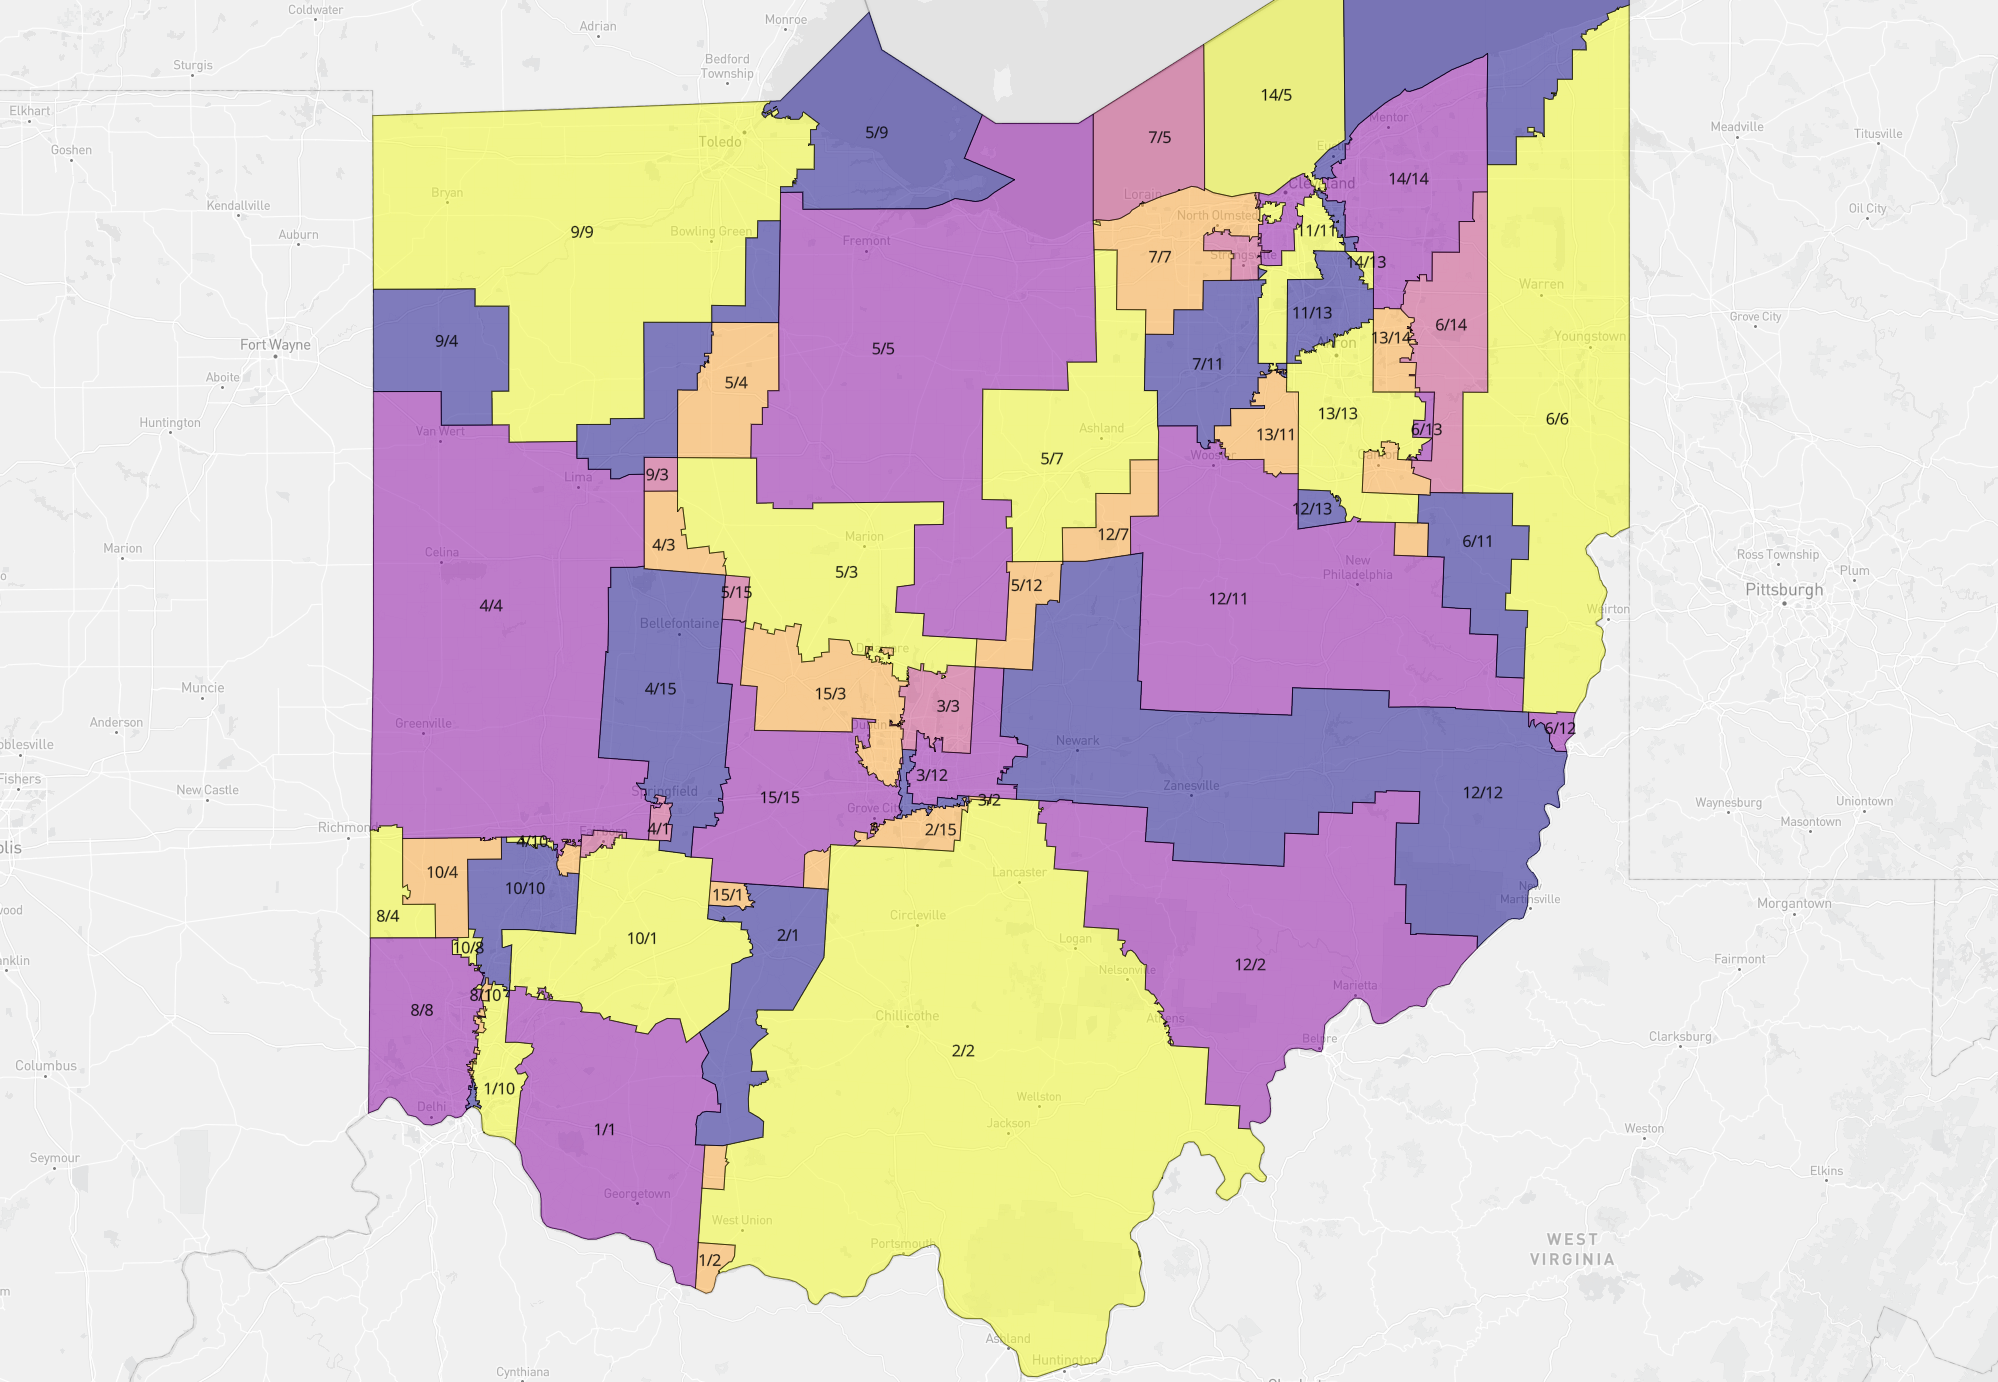 Coldwater
Adrian
Monroe
Sturgis
Bedford
Township
14/5
Elkhart
Goshen
Toledo
5/9
7/5
Mentor
Meadville
Titusville
Euclid
14/14
Cleveland
Bryan
Kendallville
Lorain
North Olmsted
Oil City
Auburn
9/9
Bowling Green
Fremont
11/11
7/7
Strongsville
14/13
Warren
11/13
Grove City
6/14
Fort Wayne
9/4
5/5
Akron
13/14
Youngstown
7/11
Aboite
5/4
13/13
6/6
Huntington
Van Wert
Ashland
6/13
13/11
5/7
Wooster
Canton
9/3
Lima
12/13
Marion
Celina
4/3
Marion
12/7
6/11
Ross Township
New
Philadelphia
Plum
5/3
5/12
Pittsburgh
5/15
4/4
12/11
Weirton
Bellefontaine
Delaware
Muncie
4/15
15/3
3/3
Anderson
Greenville
Dublin
6/12
oblesville
Newark
Fishers
3/12
New Castle
Springfield
15/15
Zanesville
12/12
Waynesburg
Uniontown
Morgantown
Richmond
Grove City
3/2
4/1
2/15
Fairborn
4/10
olis
10/4
Lancaster
10/10
15/1
New
Martinsville
wood
8/4
Circleville
10/1
2/1
Logan
10/8
nklin
Nelsonville
12/2
Fairmont
8/10
Marietta
8/8
Chillicothe
Athens
Belpre
Clarksburg
Columbus
2/2
1/10
Delhi
Wellston
1/1
Jackson
Weston
Seymour
Elkins
Georgetown
West Union
Portsmouth
1/2
WEST
VIRGINIA
m
Ashland
Huntington
Cynthiana